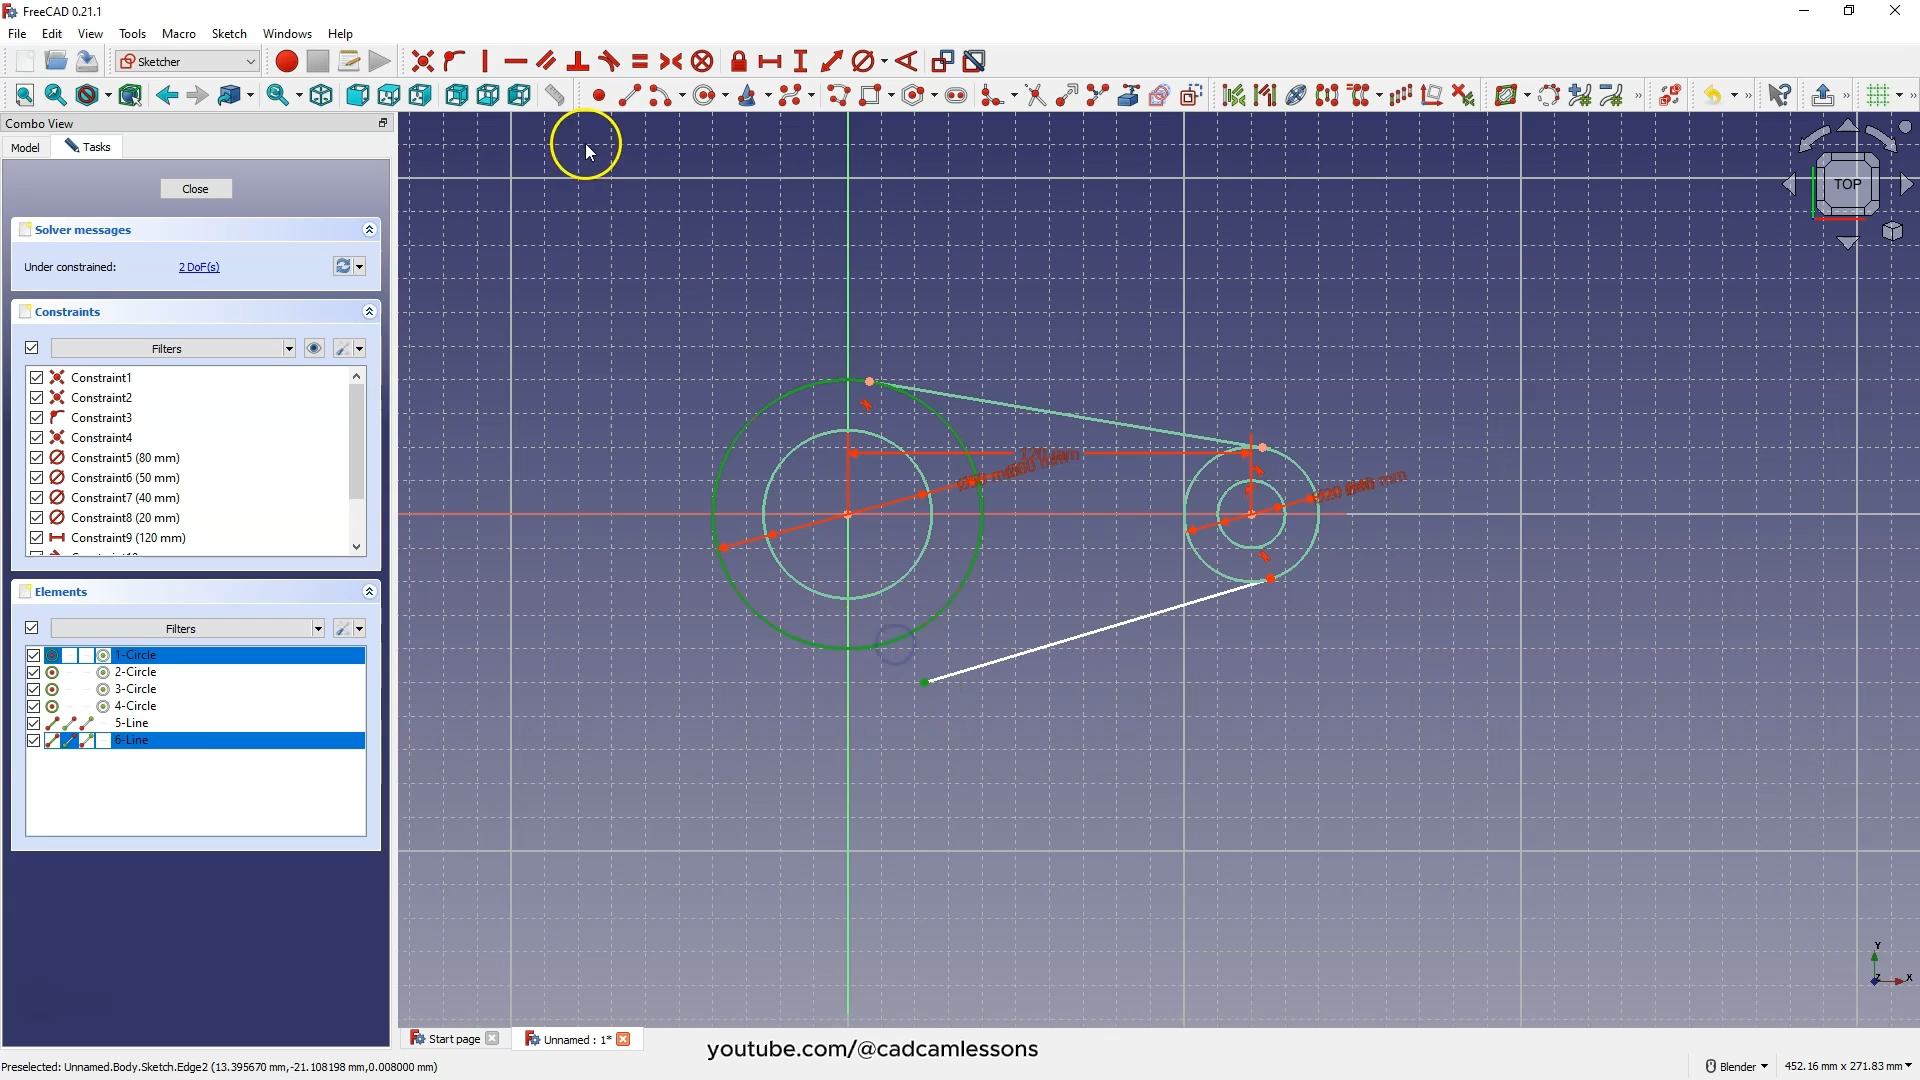 FreeCAD 0.21.1
File Edit View Tools Macro Sketch Windows Help
Sketcher
Combo View
Model Tasks
Close
Solver messages
Under constrained: 2 DoF(s)
Constraints
Filters
Constraint1
Constraint2
Constraint3
Constraint4
Constraint5 (80 mm)
Constraint6 (50 mm)
Constraint7 (40 mm)
Constraint8 (20 mm)
Constraint9 (120 mm)
Elements
Filters
1-Circle
2-Circle
3-Circle
4-Circle
5-Line
6-Line
TOP
120 mm
Y
Z
X
Start page
Unnamed : 1*
youtube.com/@cadcamlessons
Preselected: Unnamed.Body.Sketch.Edge2 (13.395670 mm,-21.108198 mm,0.008000 mm)
Blender
452.16 mm x 271.83 mm